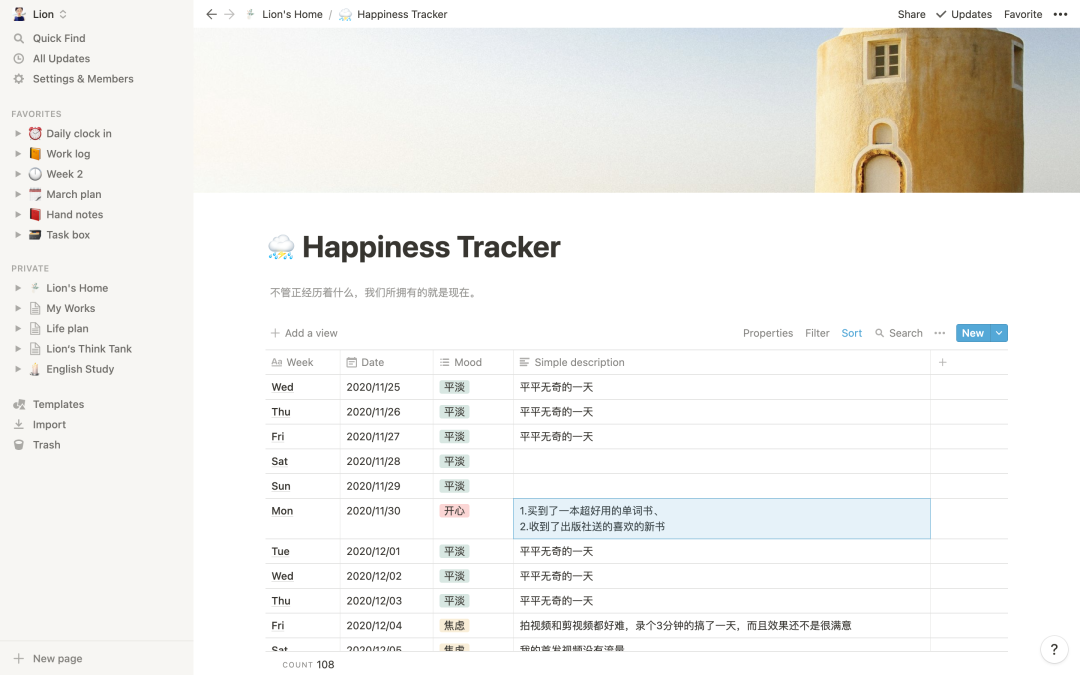 Lion
Quick Find
All Updates
Settings & Members
FAVORITES
Daily clock in
Work log
Week 2
March plan
Hand notes
Task box
PRIVATE
Lion's Home
My Works
Life plan
Lion's Think Tank
English Study
Templates
Import
Trash
New page
Lion's Home / Happiness Tracker
Share Updates Favorite
Happiness Tracker
不管正经历着什么，我们所拥有的就是现在。
Add a view
Properties Filter Sort Search New
Aa Week Date Mood Simple description
Wed 2020/11/25 平淡 平平无奇的一天
Thu 2020/11/26 平淡 平平无奇的一天
Fri 2020/11/27 平淡 平平无奇的一天
Sat 2020/11/28 平淡
Sun 2020/11/29 平淡
Mon 2020/11/30 开心 1.买到了一本超好用的单词书、
2.收到了出版社送的喜欢的新书
Tue 2020/12/01 平淡 平平无奇的一天
Wed 2020/12/02 平淡 平平无奇的一天
Thu 2020/12/03 平淡 平平无奇的一天
Fri 2020/12/04 焦虑 拍视频和剪视频都好难，录个3分钟的搞了一天，而且效果还不是很满意
Sat 2020/12/05 焦虑 我的首发视频没有流量
COUNT 108
?